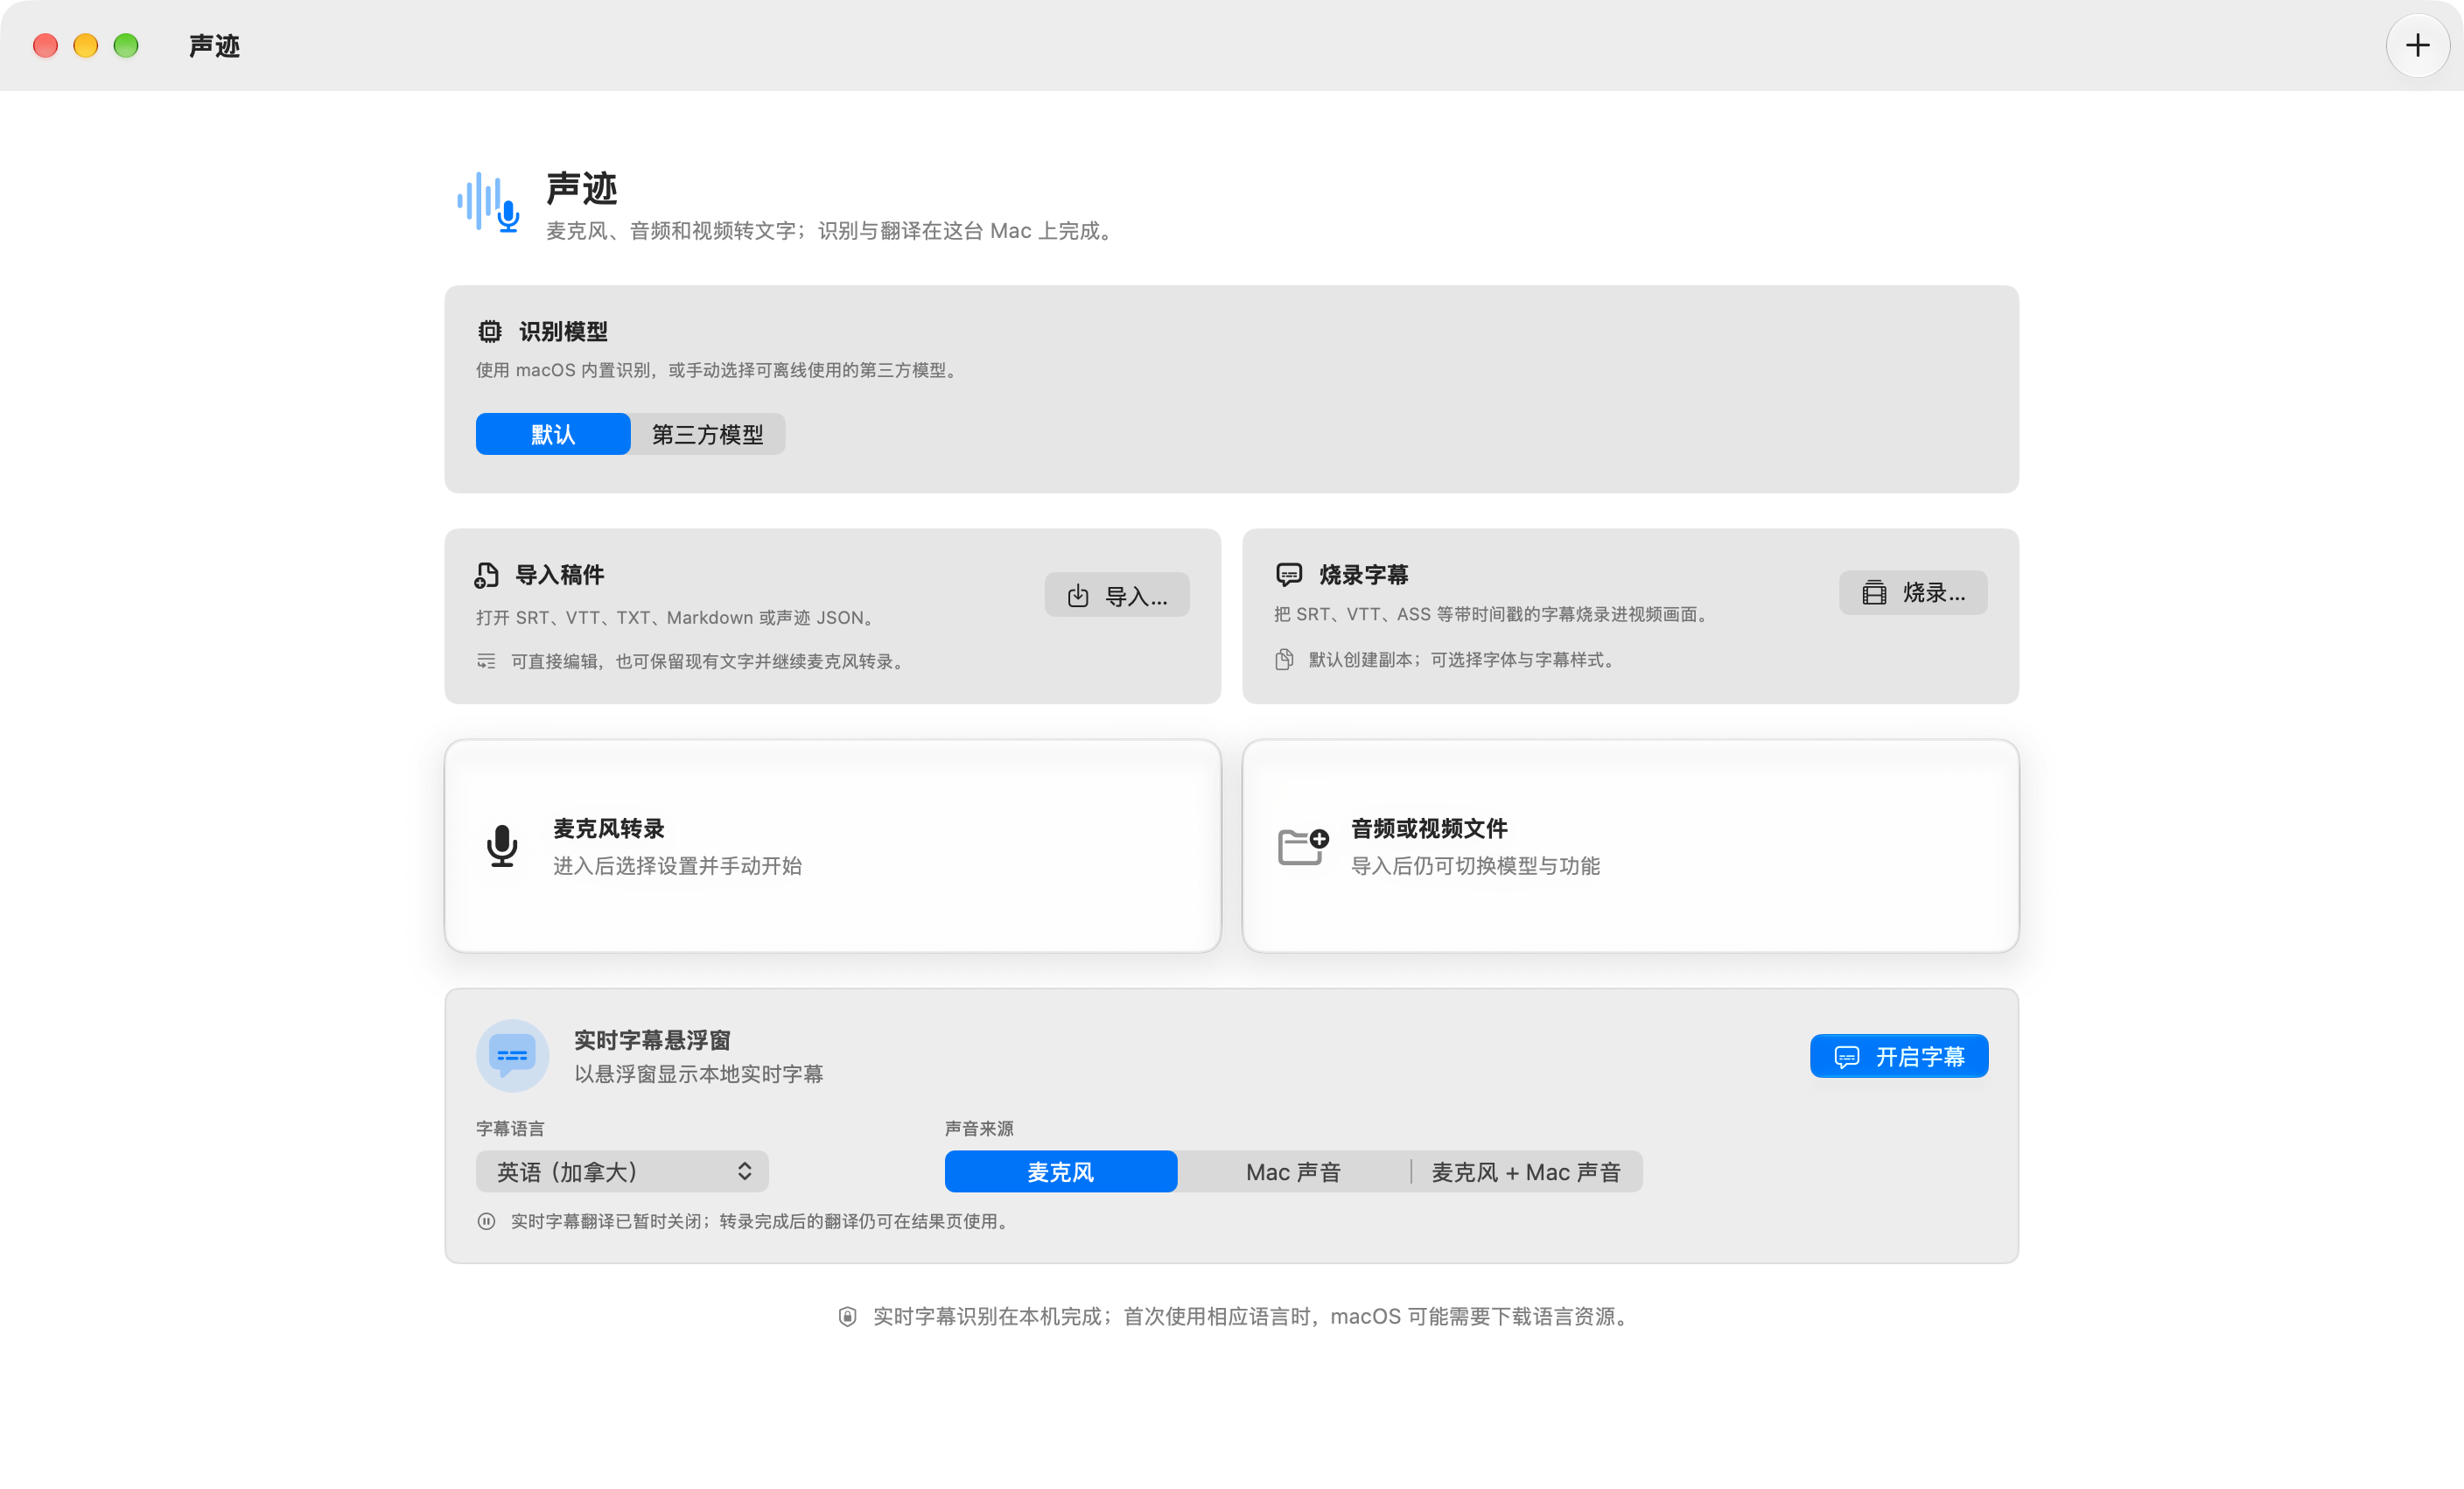 声迹
声迹
麦克风、音频和视频转文字；识别与翻译在这台 Mac 上完成。
识别模型
使用 macOS 内置识别，或手动选择可离线使用的第三方模型。
默认
第三方模型
导入稿件
打开 SRT、VTT、TXT、Markdown 或声迹 JSON。
可直接编辑，也可保留现有文字并继续麦克风转录。
导入...
烧录字幕
把 SRT、VTT、ASS 等带时间戳的字幕烧录进视频画面。
默认创建副本；可选择字体与字幕样式。
烧录...
麦克风转录
进入后选择设置并手动开始
音频或视频文件
导入后仍可切换模型与功能
实时字幕悬浮窗
以悬浮窗显示本地实时字幕
开启字幕
字幕语言
英语（加拿大）
声音来源
麦克风
Mac 声音
麦克风 + Mac 声音
实时字幕翻译已暂时关闭；转录完成后的翻译仍可在结果页使用。
实时字幕识别在本机完成；首次使用相应语言时，macOS 可能需要下载语言资源。